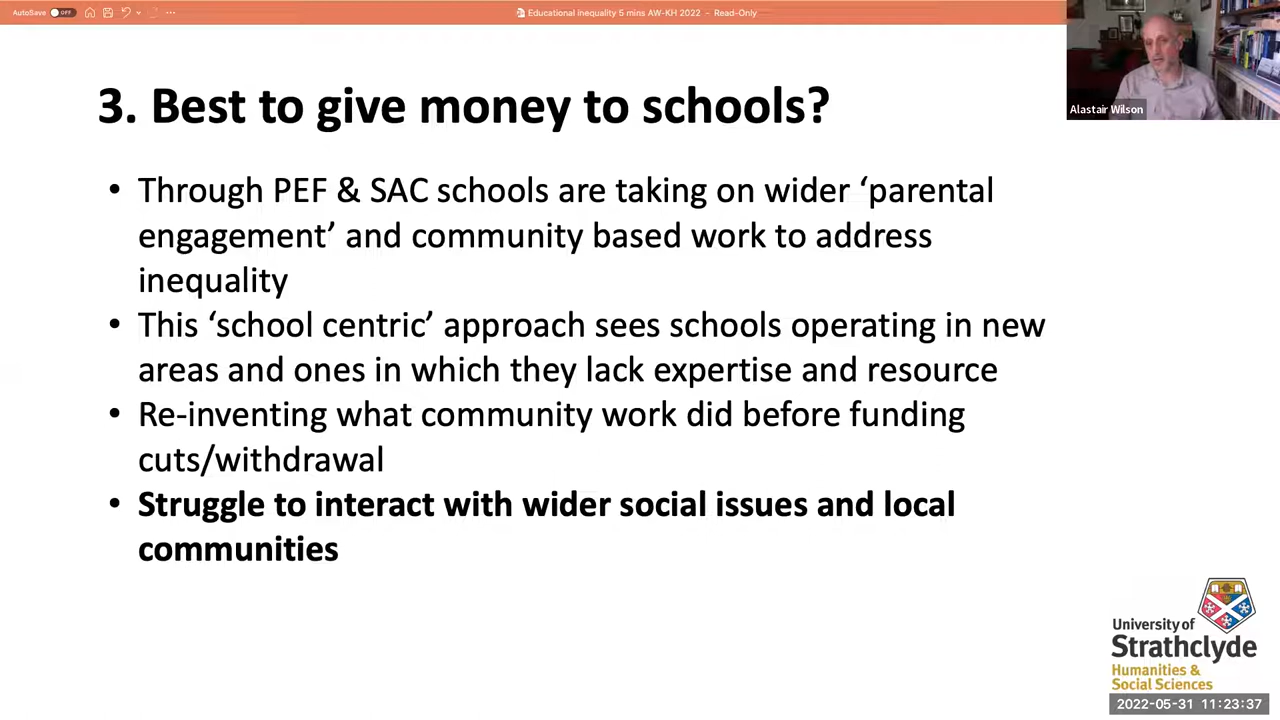 AutoSave OFF
Educational inequality 5 mins AW-KH 2022 – Read-Only
Alastair Wilson
3. Best to give money to schools?
• Through PEF & SAC schools are taking on wider ‘parental
engagement’ and community based work to address
inequality
• This ‘school centric’ approach sees schools operating in new
areas and ones in which they lack expertise and resource
• Re-inventing what community work did before funding
cuts/withdrawal
• Struggle to interact with wider social issues and local
communities
University of
Strathclyde
Humanities &
Social Sciences
2022-05-31 11:23:37